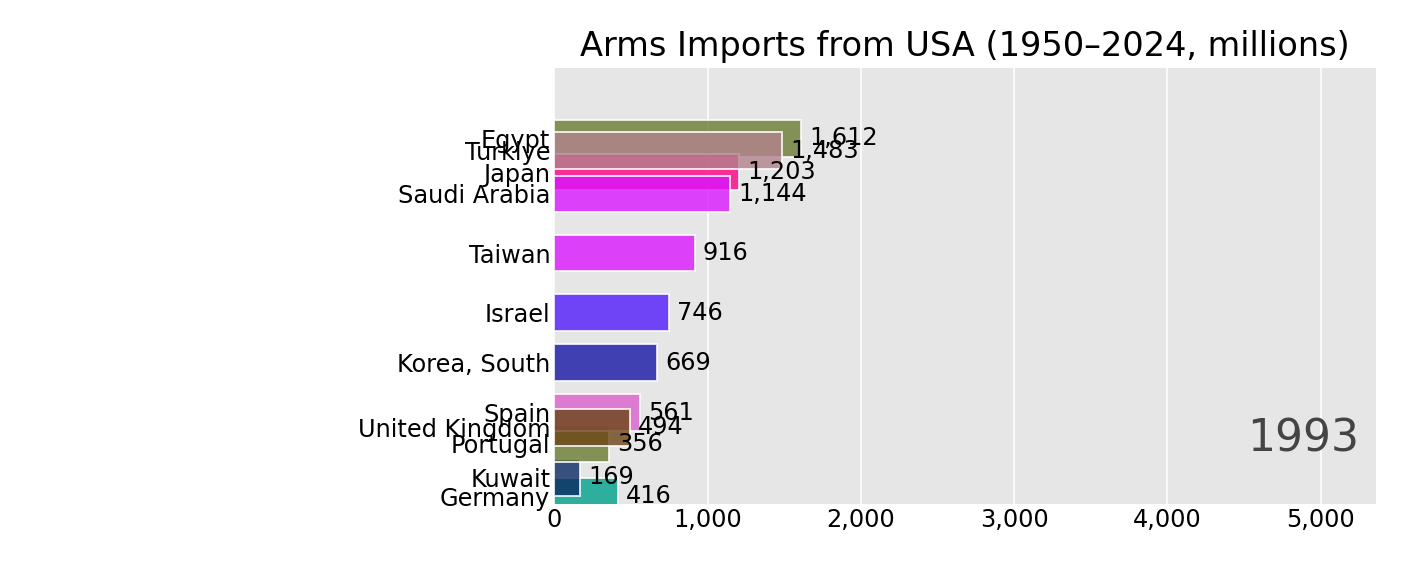 Arms Imports from USA (1950–2024, millions)
Egypt 1,612
Türkiye 1,483
Japan 1,203
Saudi Arabia 1,144
Taiwan 916
Israel 746
Korea, South 669
Spain 561
United Kingdom 494
Portugal 356
Kuwait 169
Germany 416
1993
0 1,000 2,000 3,000 4,000 5,000